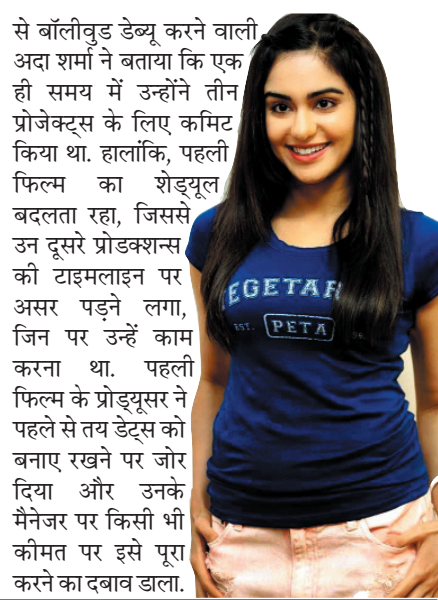 से बॉलीवुड डेब्यू करने वाली
अदा शर्मा ने बताया कि एक
ही समय में उन्होंने तीन
प्रोजेक्ट्स के लिए कमिट
किया था. हालांकि, पहली
फिल्म का शेड्यूल
बदलता रहा, जिससे
उन दूसरे प्रोडक्शन्स
की टाइमलाइन पर
असर पड़ने लगा,
जिन पर उन्हें काम
करना था. पहली
फिल्म के प्रोड्यूसर ने
पहले से तय डेट्स को
बनाए रखने पर जोर
दिया और उनके
मैनेजर पर किसी भी
कीमत पर इसे पूरा
करने का दबाव डाला.
EGETAR
EST. PETA